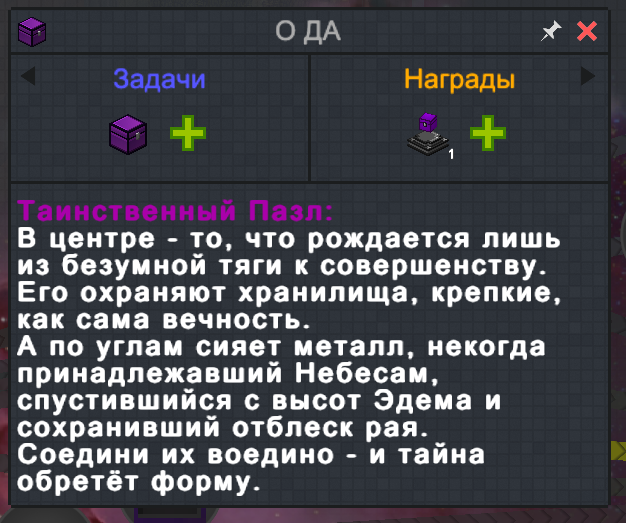 О ДА
Задачи
Награды
1
Таинственный Пазл:
В центре - то, что рождается лишь
из безумной тяги к совершенству.
Его охраняют хранилища, крепкие,
как сама вечность.
А по углам сияет металл, некогда
принадлежавший Небесам,
спустившийся с высот Эдема и
сохранивший отблеск рая.
Соедини их воедино - и тайна
обретёт форму.